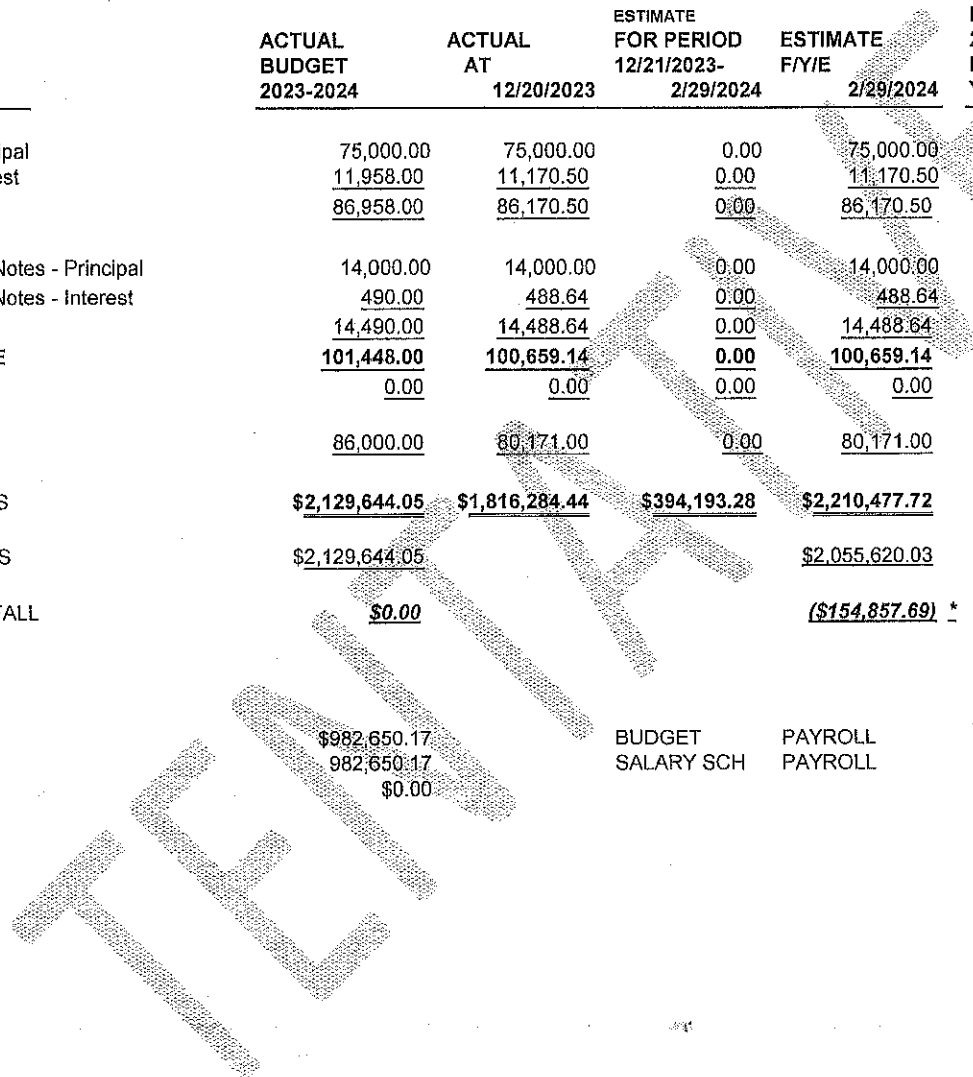 ESTIMATE
ACTUAL ACTUAL FOR PERIOD ESTIMATE
BUDGET AT 12/21/2023- F/Y/E
2023-2024 12/20/2023 2/29/2024 2/29/2024
ipal 75,000.00 75,000.00 0.00 75,000.00
est 11,958.00 11,170.50 0.00 11,170.50
86,958.00 86,170.50 0.00 86,170.50
Notes - Principal 14,000.00 14,000.00 0.00 14,000.00
Notes - Interest 490.00 488.64 0.00 488.64
14,490.00 14,488.64 0.00 14,488.64
E 101,448.00 100,659.14 0.00 100,659.14
0.00 0.00 0.00 0.00
86,000.00 80,171.00 0.00 80,171.00
S $2,129,644.05 $1,816,284.44 $394,193.28 $2,210,477.72
S $2,129,644.05 $2,055,620.03
TALL $0.00 ($154,857.69) *
$982,650.17 BUDGET PAYROLL
982,650.17 SALARY SCH PAYROLL
$0.00
TENTATIVE